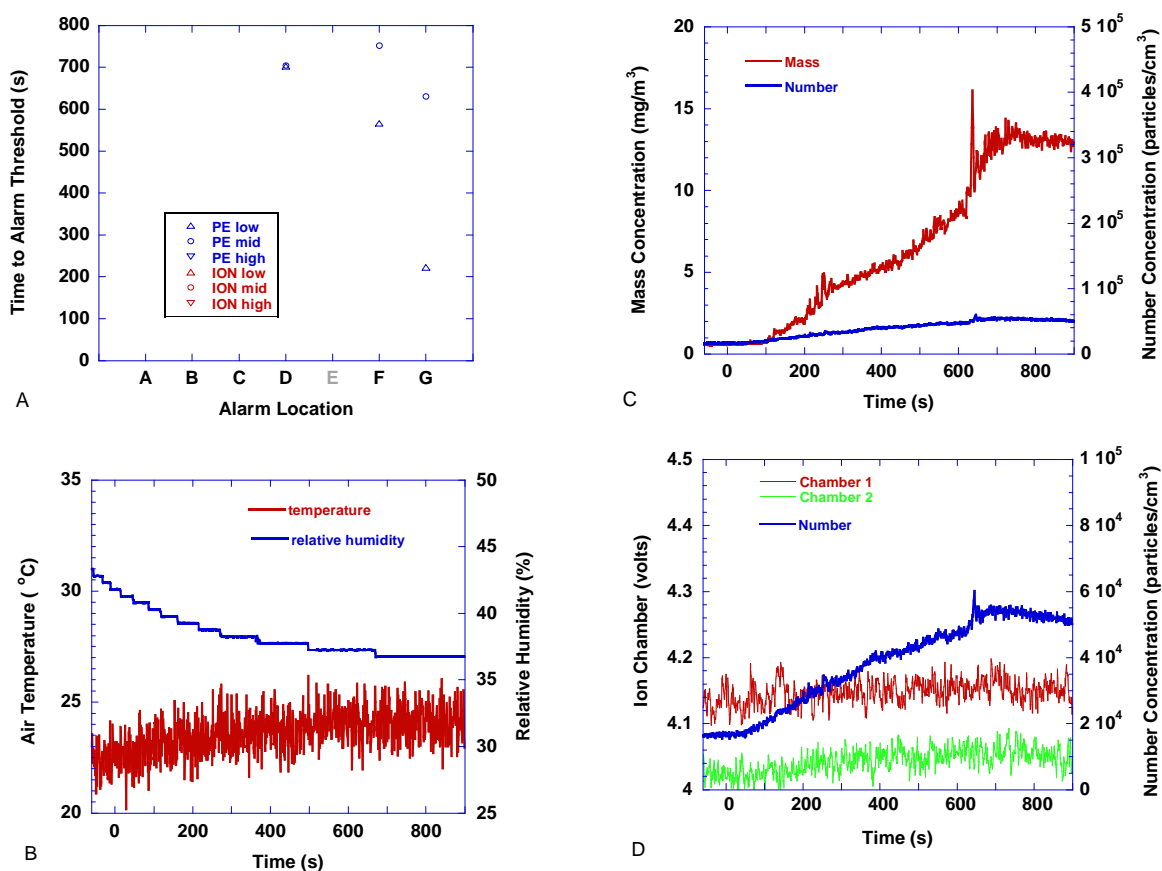 800
700
600
500
400
300
200
100
0
Time to Alarm Threshold (s)
PE low
PE mid
PE high
ION low
ION mid
ION high
A B C D E F G
Alarm Location
A
20
15
10
5
0
Mass Concentration (mg/m³)
Mass
Number
5 10⁵
4 10⁵
3 10⁵
2 10⁵
1 10⁵
0
Number Concentration (particles/cm³)
0 200 400 600 800
Time (s)
C
35
30
25
20
Air Temperature ( °C)
temperature
relative humidity
50
45
40
35
30
25
Relative Humidity (%)
0 200 400 600 800
Time (s)
B
4.5
4.4
4.3
4.2
4.1
4
Ion Chamber (volts)
Chamber 1
Chamber 2
Number
1 10⁵
8 10⁴
6 10⁴
4 10⁴
2 10⁴
0
Number Concentration (particles/cm³)
0 200 400 600 800
Time (s)
D